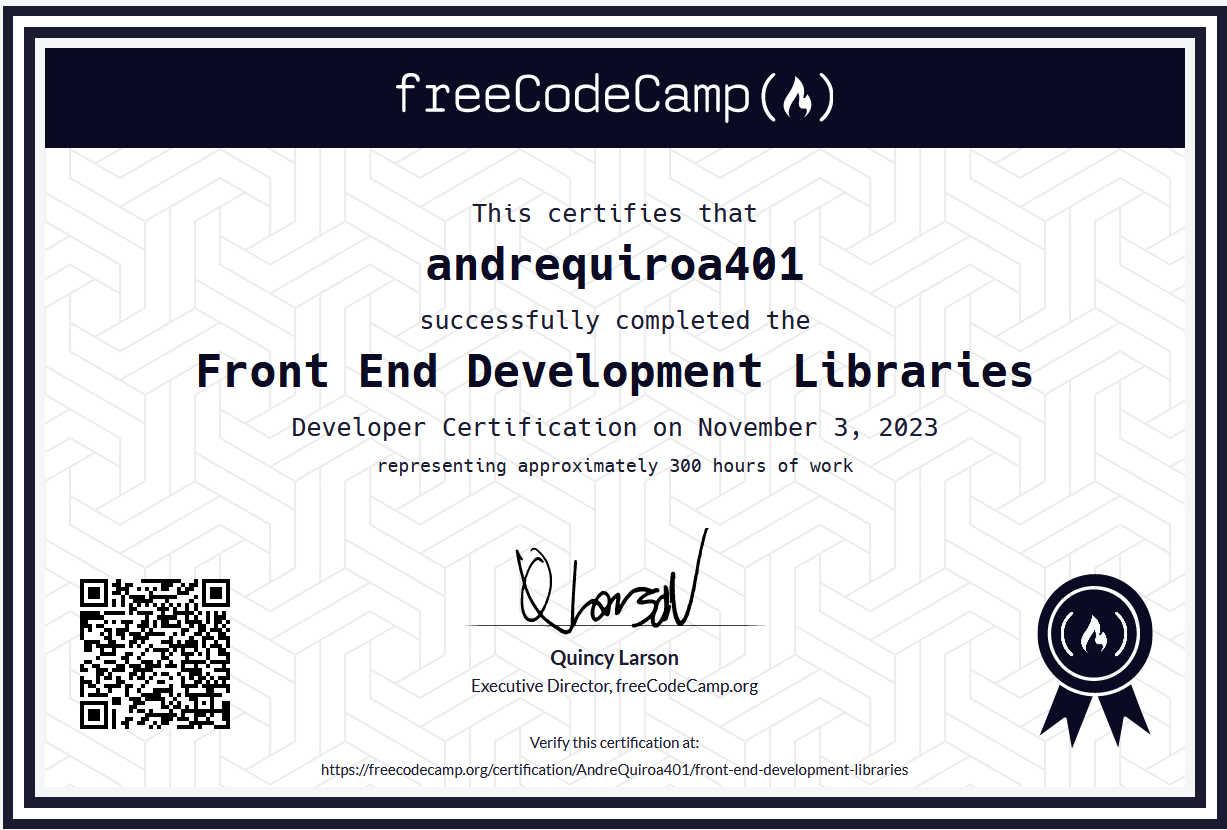 freeCodeCamp
This certifies that
andrequiroa401
successfully completed the
Front End Development Libraries
Developer Certification on November 3, 2023
representing approximately 300 hours of work
Q Larson
Quincy Larson
Executive Director, freeCodeCamp.org
Verify this certification at:
https://freecodecamp.org/certification/AndreQuiroa401/front-end-development-libraries